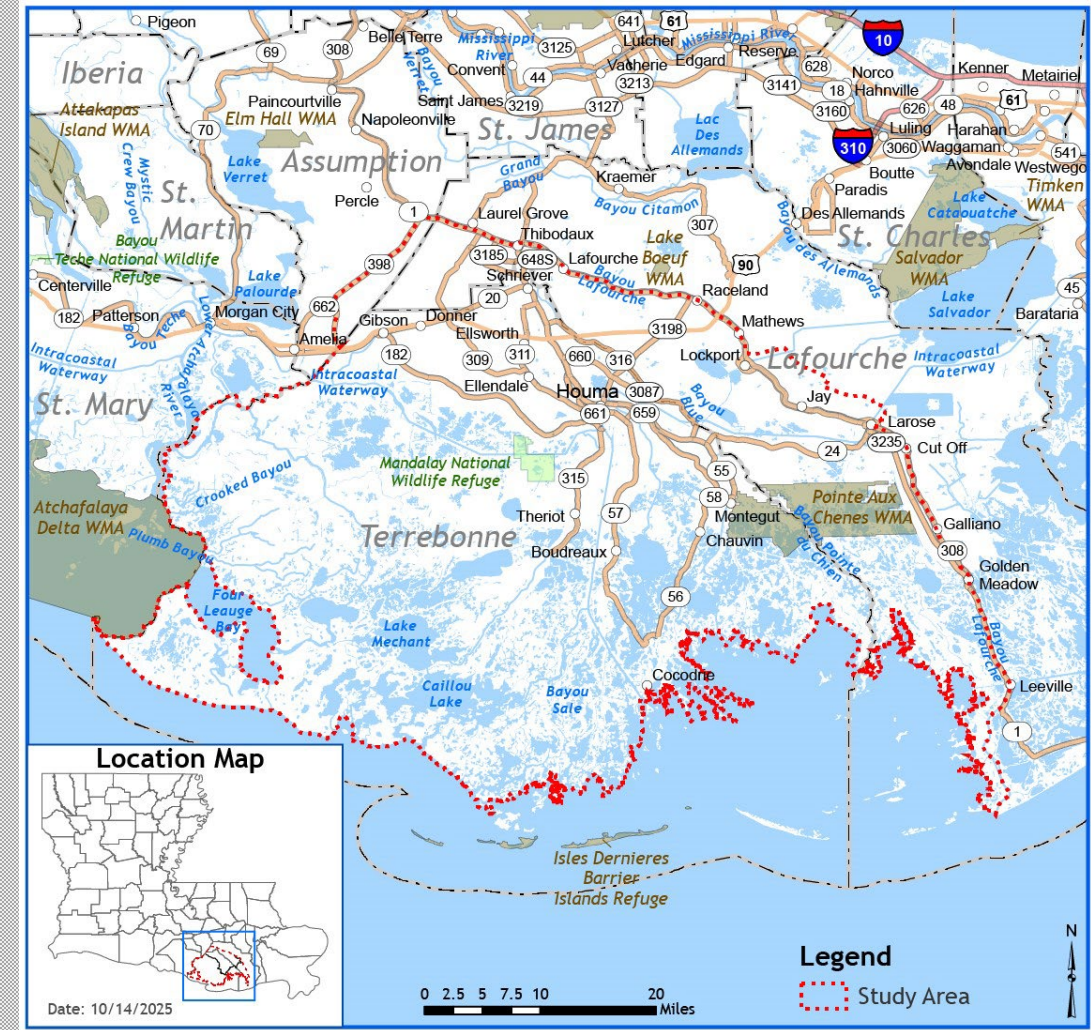 Pigeon
Belle Terre
641
61
Mississippi River
10
Iberia
69
308
Bayou Verret
Mississippi
River
3125
Lutcher
Reserve
Convent
Vacherie
Edgard
628
Norco
Kenner
Metairie
44
3213
3141
18
Hahnville
Attakapas
Island WMA
Paincourtville
Elm Hall WMA
Saint James
3219
3127
3160
626
48
61
70
Napoleonville
St. James
Lac
Des
Allemands
310
Luling
Harahan
3060
Waggaman
541
Mystic
Crew Bayou
Lake
Verret
Assumption
Grand
Bayou
Kraemer
Boutte
Avondale
Westwego
Paradis
Timken
WMA
St.
Martin
Percle
1
Laurel Grove
Bayou Citamon
Des Allemands
Lake
Cataouatche
Thibodaux
307
St. Charles
Bayou
Teche National Wildlife
Refuge
398
3185
648S
Lafourche
Lake
Boeuf
WMA
90
Bayou des Allemands
Salvador
WMA
Centerville
Lake
Palourde
Schriever
Bayou
Lafourche
Raceland
45
182
Patterson
Bayou Teche
Morgan City
662
20
Lake
Salvador
Barataria
Lower Atchafalaya
River
Amelia
Gibson
Donner
Ellsworth
3198
Mathews
Intracoastal
Waterway
182
309
311
660
316
Lockport
Lafourche
Intracoastal
Waterway
Intracoastal
Waterway
Ellendale
Houma
3087
St. Mary
661
659
Bayou
Blue
Jay
Larose
3235
Cut Off
24
Crooked Bayou
Mandalay National
Wildlife Refuge
315
55
58
Atchafalaya
Delta WMA
Theriot
57
Montegut
Pointe Aux
Chenes WMA
Galliano
Plumb Bayou
Terrebonne
Boudreaux
Chauvin
Bayou Pointe
du Chien
308
Golden
Meadow
Four
Leauge
Bay
56
Lake
Mechant
Bayou
Lafourche
Cocodrie
Caillou
Lake
Bayou
Sale
Leeville
1
Location Map
Isles Dernieres
Barrier
Islands Refuge
N
Legend
Study Area
0 2.5 5 7.5 10 20
Miles
Date: 10/14/2025